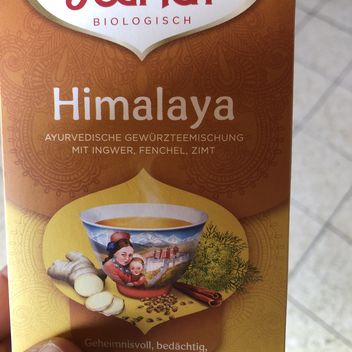 BIOLOGISCH
Himalaya
AYURVEDISCHE GEWÜRZTEEMISCHUNG
MIT INGWER, FENCHEL, ZIMT
Geheimnisvoll, bedächtig,